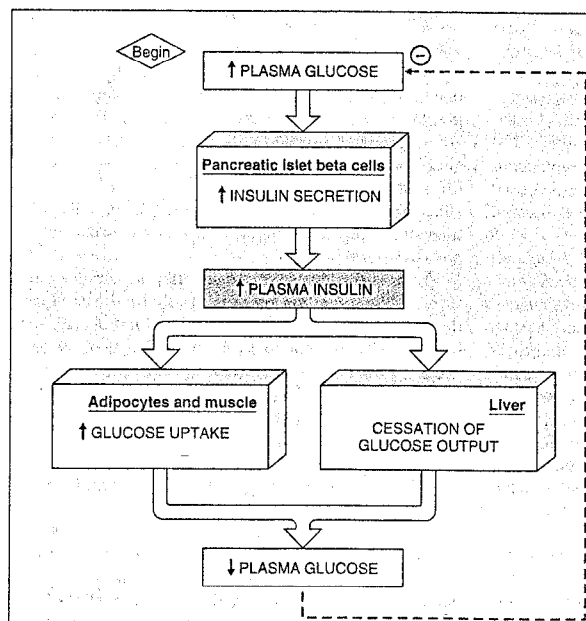 Begin
↑ PLASMA GLUCOSE
⊖
Pancreatic Islet beta cells
↑ INSULIN SECRETION
↑ PLASMA INSULIN
Adipocytes and muscle
↑ GLUCOSE UPTAKE
Liver
CESSATION OF
GLUCOSE OUTPUT
↓ PLASMA GLUCOSE